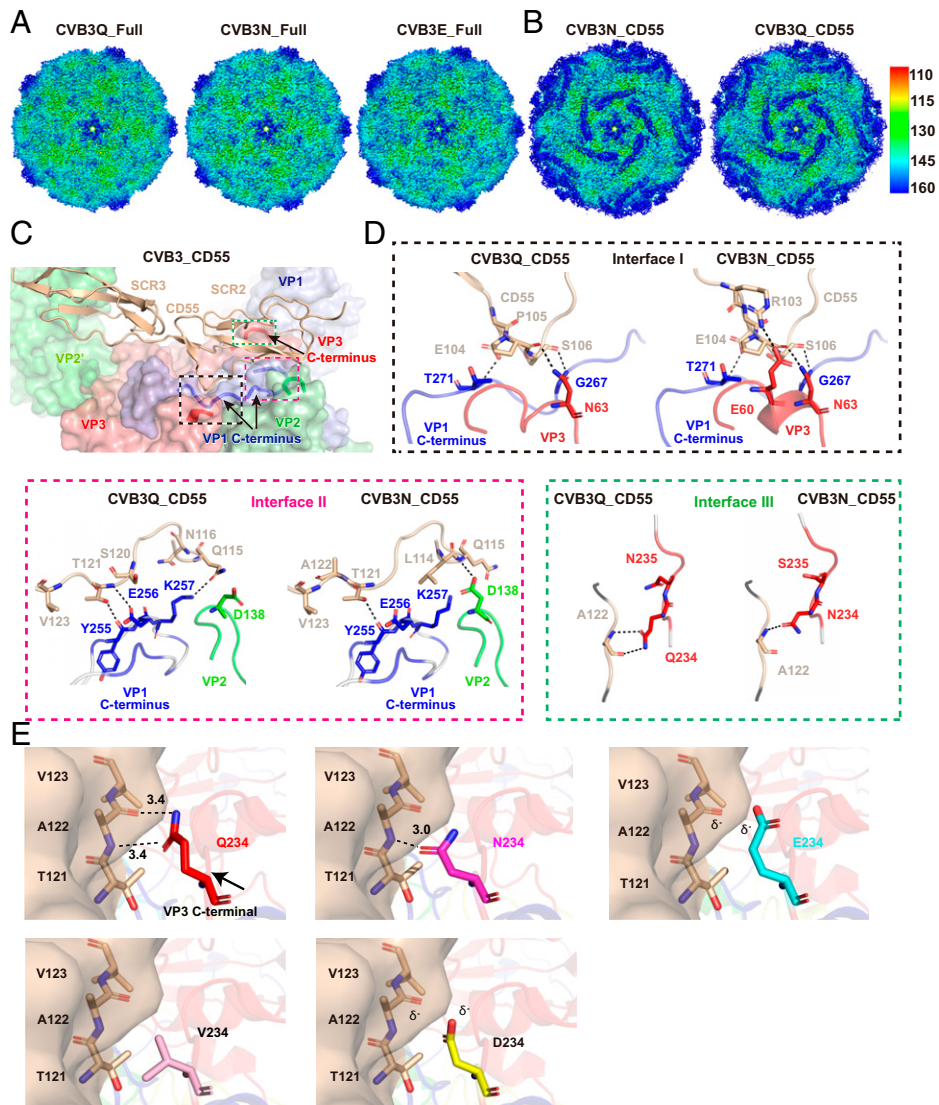 A
CVB3Q_Full
CVB3N_Full
CVB3E_Full
B
CVB3N_CD55
CVB3Q_CD55
110
115
130
145
160
C
CVB3_CD55
SCR3
CD55
SCR2
VP1
VP3
C-terminus
VP2'
VP3
VP1 C-terminus
VP2
D
CVB3Q_CD55
Interface I
CVB3N_CD55
CD55
P105
E104
S106
T271
G267
N63
VP1
C-terminus
VP3
R103
CD55
E104
S106
T271
G267
E60
N63
VP1
C-terminus
VP3
CVB3Q_CD55
Interface II
CVB3N_CD55
N116
S120
Q115
T121
V123
E256
K257
Y255
D138
VP1
C-terminus
VP2
Q115
L114
A122
T121
V123
E256
K257
D138
Y255
VP1
C-terminus
VP2
CVB3Q_CD55
Interface III
CVB3N_CD55
N235
A122
Q234
S235
N234
A122
E
V123
A122
T121
3.4
3.4
Q234
VP3 C-terminal
V123
A122
T121
3.0
N234
V123
A122
T121
δ-
δ-
E234
V123
A122
T121
V234
V123
A122
T121
δ-
δ-
D234